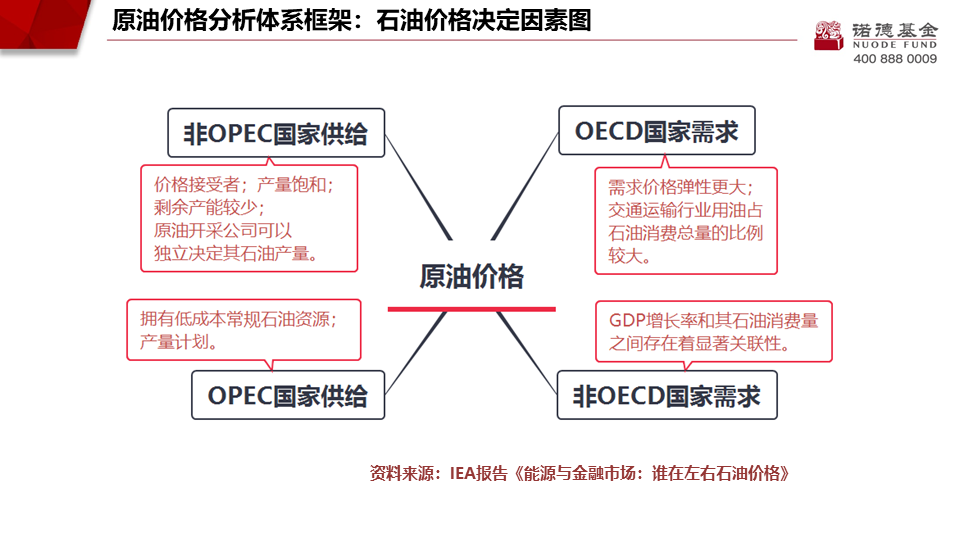 原油价格分析体系框架：石油价格决定因素图
诺德基金
NUODE FUND
400 888 0009
非OPEC国家供给
价格接受者；产量饱和；
剩余产能较少；
原油开采公司可以
独立决定其石油产量。
OECD国家需求
需求价格弹性更大；
交通运输行业用油占
石油消费总量的比例
较大。
原油价格
拥有低成本常规石油资源；
产量计划。
OPEC国家供给
GDP增长率和其石油消费量
之间存在着显著关联性。
非OECD国家需求
资料来源：IEA报告《能源与金融市场：谁在左右石油价格》